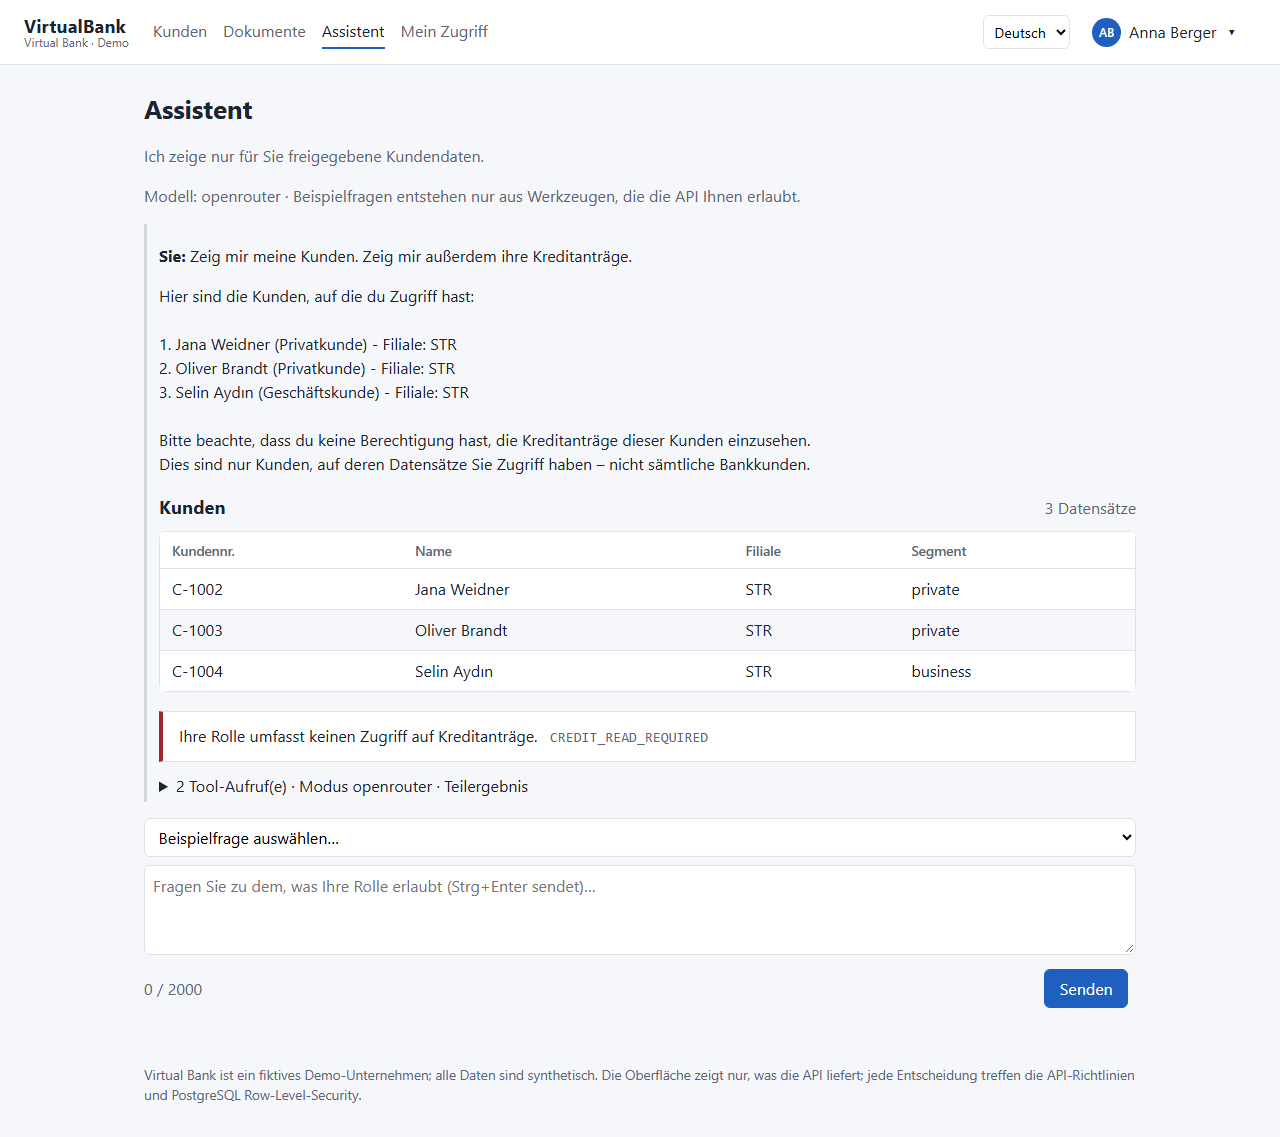 VirtualBank
Virtual Bank · Demo
Kunden Dokumente Assistent Mein Zugriff
Deutsch
AB Anna Berger ▼
Assistent
Ich zeige nur für Sie freigegebene Kundendaten.
Modell: openrouter · Beispielfragen entstehen nur aus Werkzeugen, die die API Ihnen erlaubt.
Sie: Zeig mir meine Kunden. Zeig mir außerdem ihre Kreditanträge.
Hier sind die Kunden, auf die du Zugriff hast:
1. Jana Weidner (Privatkunde) - Filiale: STR
2. Oliver Brandt (Privatkunde) - Filiale: STR
3. Selin Aydın (Geschäftskunde) - Filiale: STR
Bitte beachte, dass du keine Berechtigung hast, die Kreditanträge dieser Kunden einzusehen.
Dies sind nur Kunden, auf deren Datensätze Sie Zugriff haben – nicht sämtliche Bankkunden.
Kunden 3 Datensätze
Kundennr. Name Filiale Segment
C-1002 Jana Weidner STR private
C-1003 Oliver Brandt STR private
C-1004 Selin Aydın STR business
Ihre Rolle umfasst keinen Zugriff auf Kreditanträge. CREDIT_READ_REQUIRED
▶ 2 Tool-Aufruf(e) · Modus openrouter · Teilergebnis
Beispielfrage auswählen…
Fragen Sie zu dem, was Ihre Rolle erlaubt (Strg+Enter sendet)…
0 / 2000 Senden
Virtual Bank ist ein fiktives Demo-Unternehmen; alle Daten sind synthetisch. Die Oberfläche zeigt nur, was die API liefert; jede Entscheidung treffen die API-Richtlinien
und PostgreSQL Row-Level-Security.